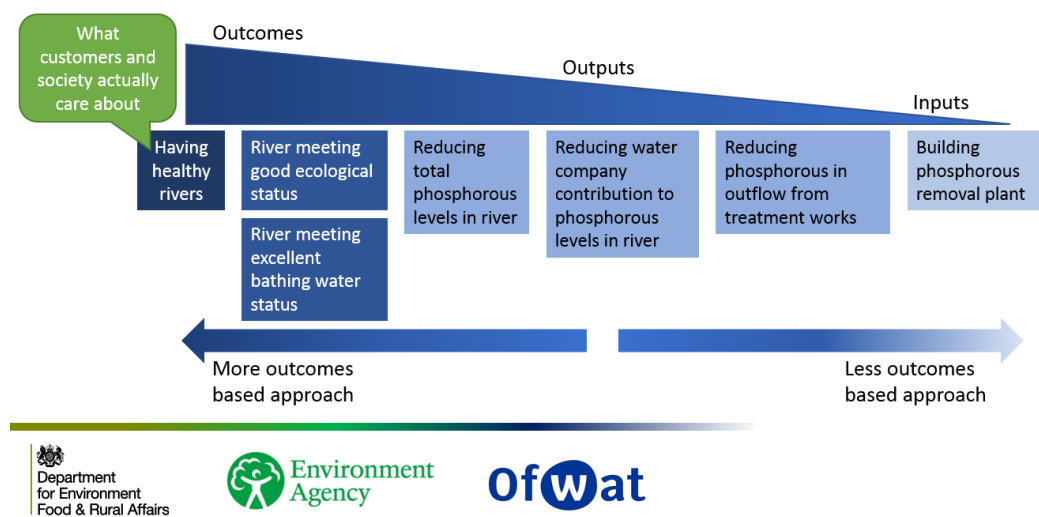 What
customers and
society actually
care about
Outcomes
Outputs
Inputs
Having
healthy
rivers
River meeting
good ecological
status
River meeting
excellent
bathing water
status
Reducing
total
phosphorous
levels in river
Reducing water
company
contribution to
phosphorous
levels in river
Reducing
phosphorous in
outflow from
treatment works
Building
phosphorous
removal plant
More outcomes
based approach
Less outcomes
based approach
Department
for Environment
Food & Rural Affairs
Environment
Agency
Ofwat